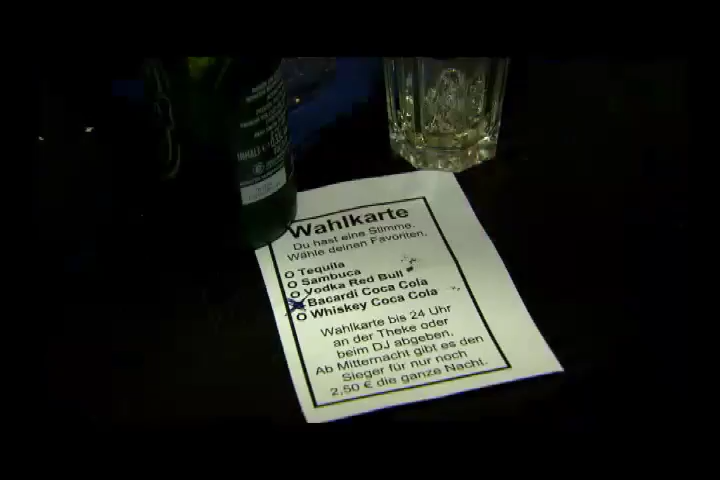 INHALT
Wahlkarte
Du hast eine Stimme.
Wähle deinen Favoriten.
O Tequila
O Sambuca
O Vodka Red Bull
Bacardi Coca Cola
O Whiskey Coca Cola
Wahlkarte bis 24 Uhr
an der Theke oder
beim DJ abgeben.
Ab Mitternacht gibt es den
Sieger für nur noch
2,50 € die ganze Nacht.